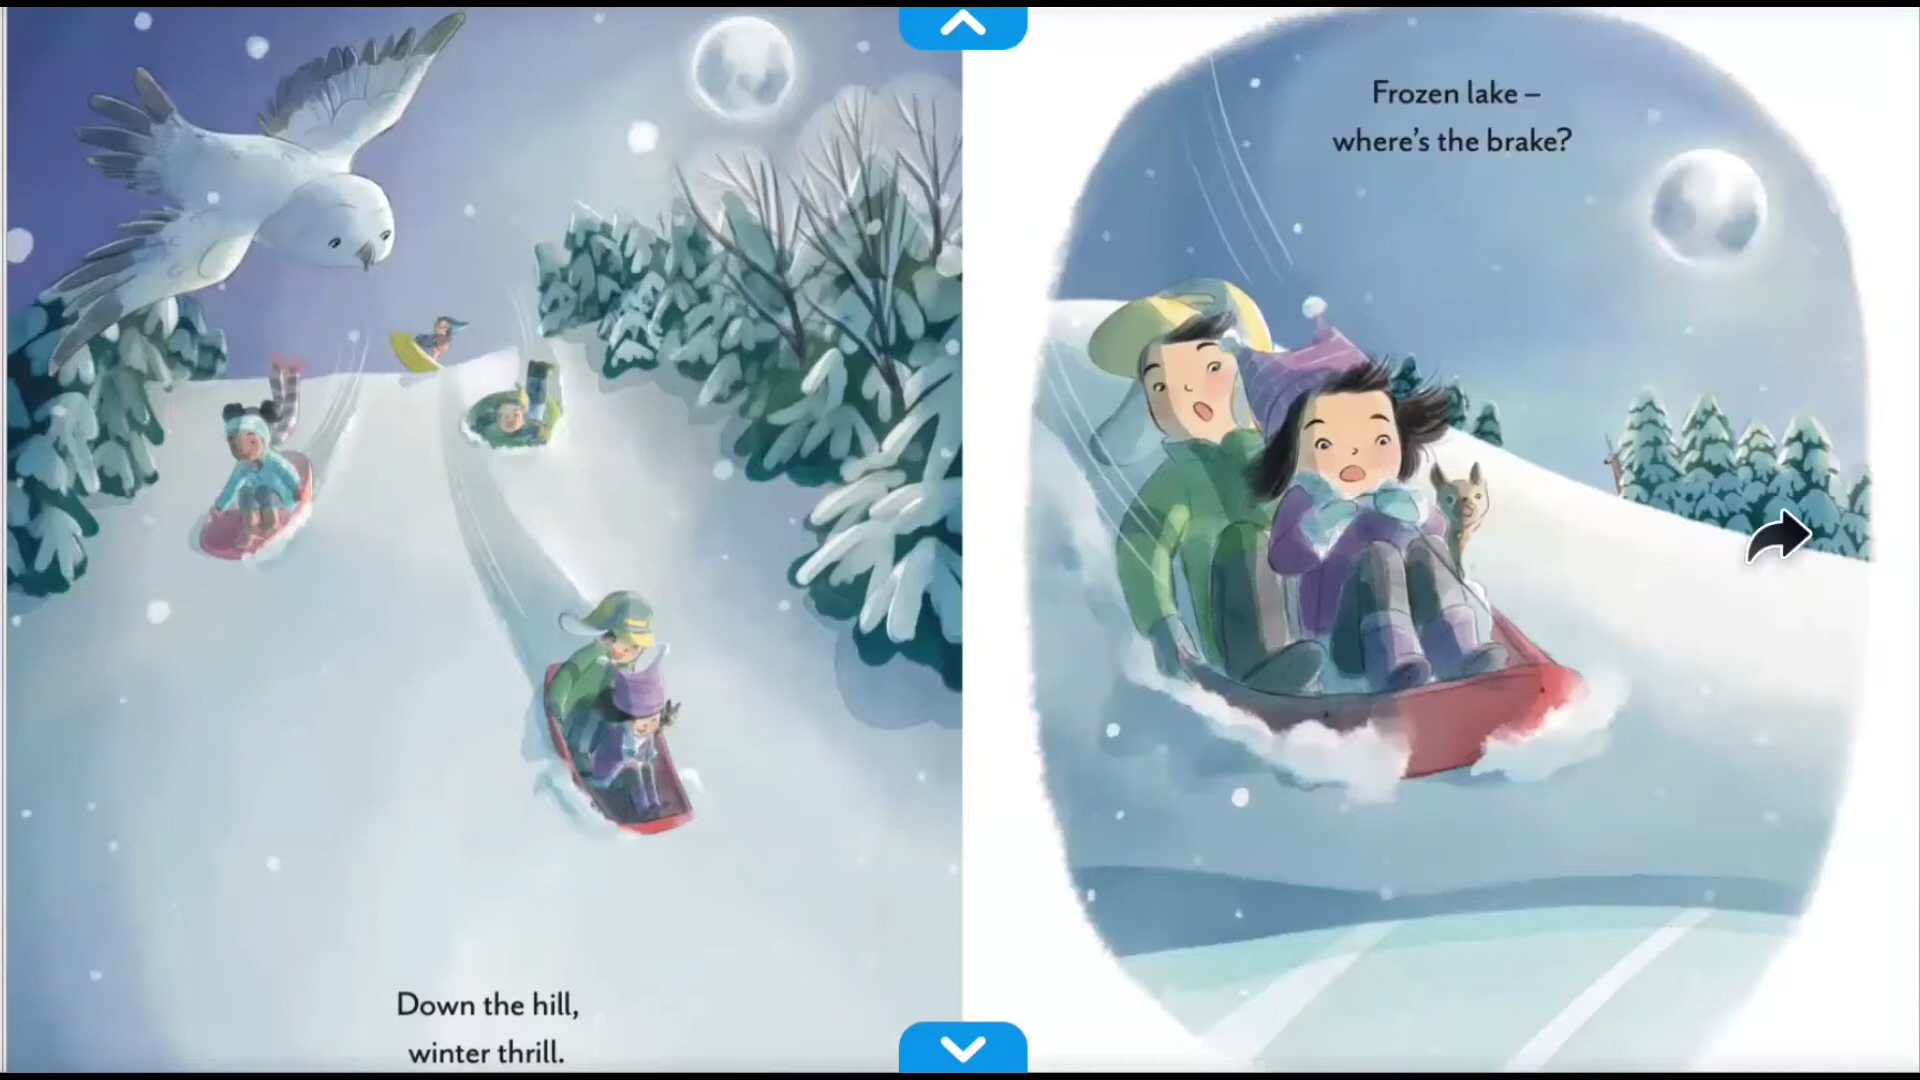 Down the hill,
winter thrill.
Frozen lake –
where's the brake?